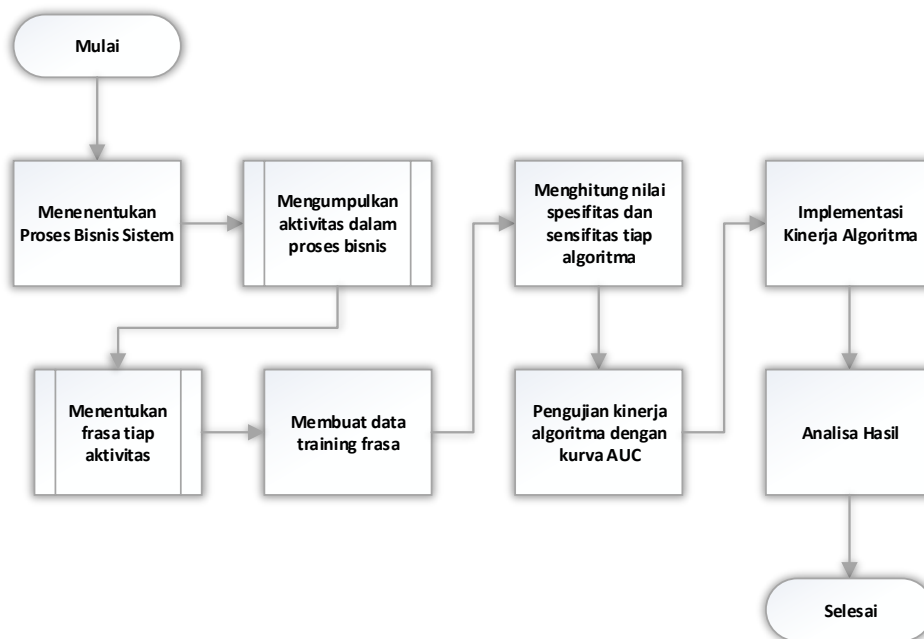 Mulai
Menenentukan
Proses Bisnis Sistem
Mengumpulkan
aktivitas dalam
proses bisnis
Menentukan
frasa tiap
aktivitas
Membuat data
training frasa
Menghitung nilai
spesifitas dan
sensifitas tiap
algoritma
Pengujian kinerja
algoritma dengan
kurva AUC
Implementasi
Kinerja Algoritma
Analisa Hasil
Selesai